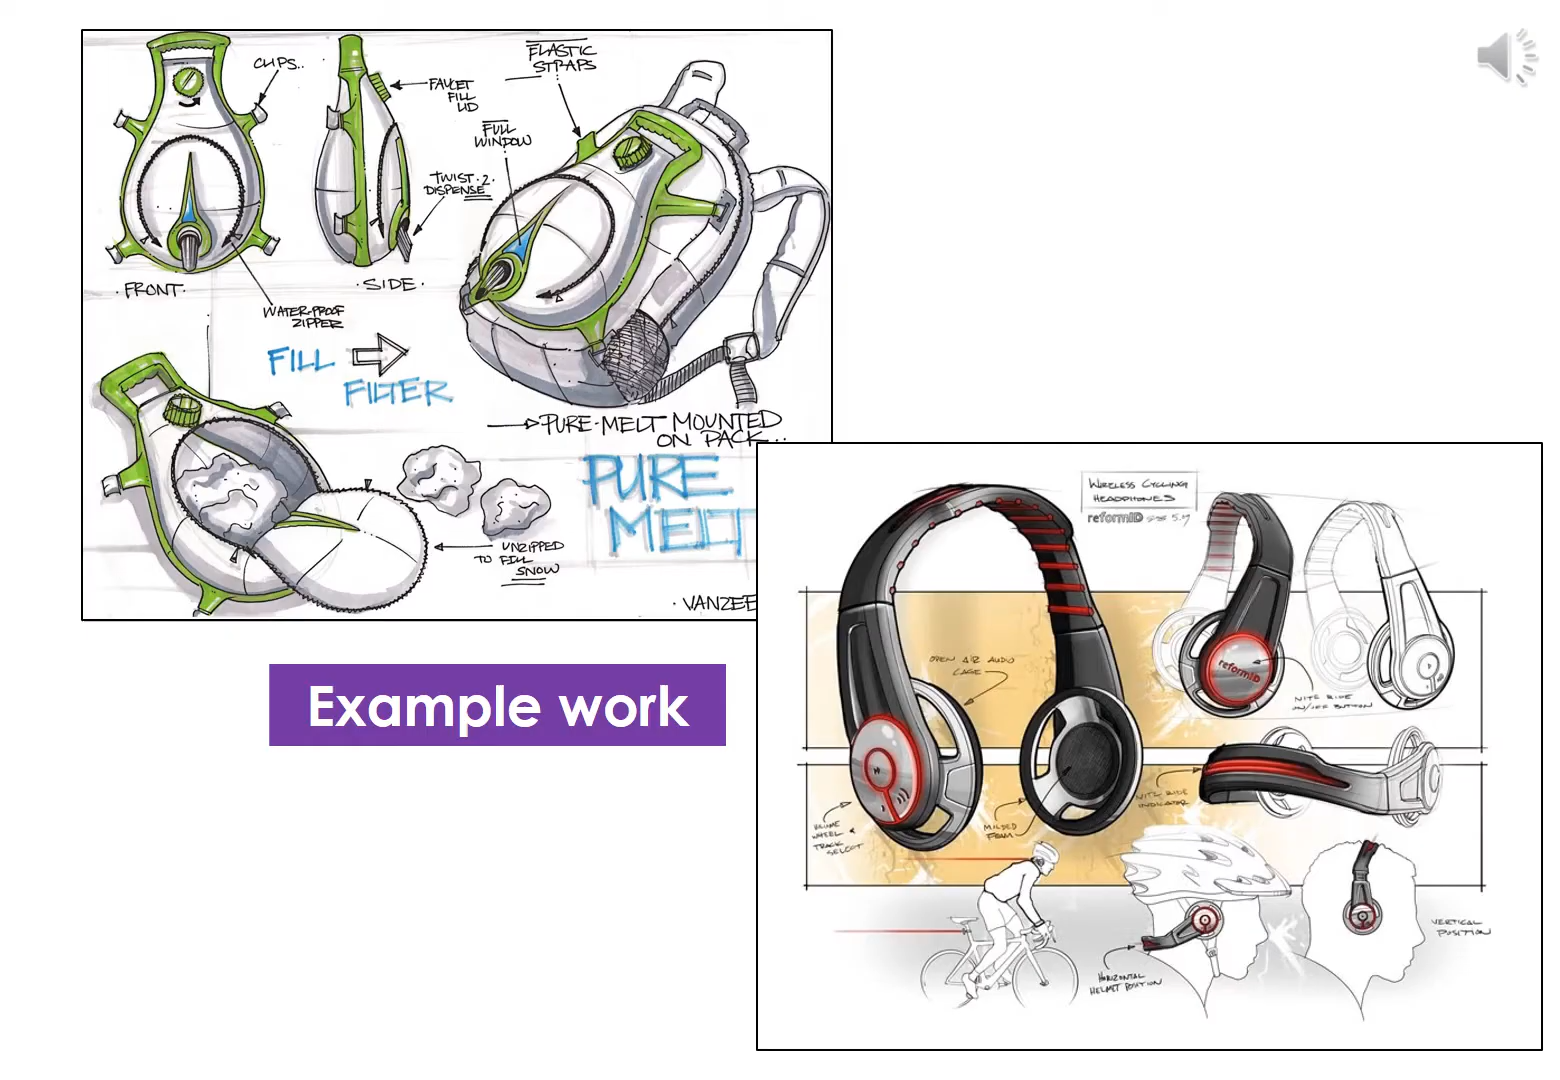 CLIPS..
FAUCET
FILL
LID
ELASTIC
STRAPS
FULL
WINDOW
TWIST·2·
DISPENSE
·FRONT·
·SIDE·
WATER-PROOF
ZIPPER
FILL
FILTER
PURE-MELT MOUNTED
ON PACK...
PURE
MELT
UNZIPPED
TO FILL
SNOW
·VANZEE
Example work
WIRELESS CYCLING
HEADPHONES
reformID
5.9
OPEN AIR AUDIO
CAGE
reformID
NITE RIDE
ON/OFF BUTTON
NITE RIDE
INDICATOR
VOLUME
WHEEL &
TRACK
SELECT
MOLDED
FOAM
HORIZONTAL
HELMET POSITION
VERTICAL
POSITION